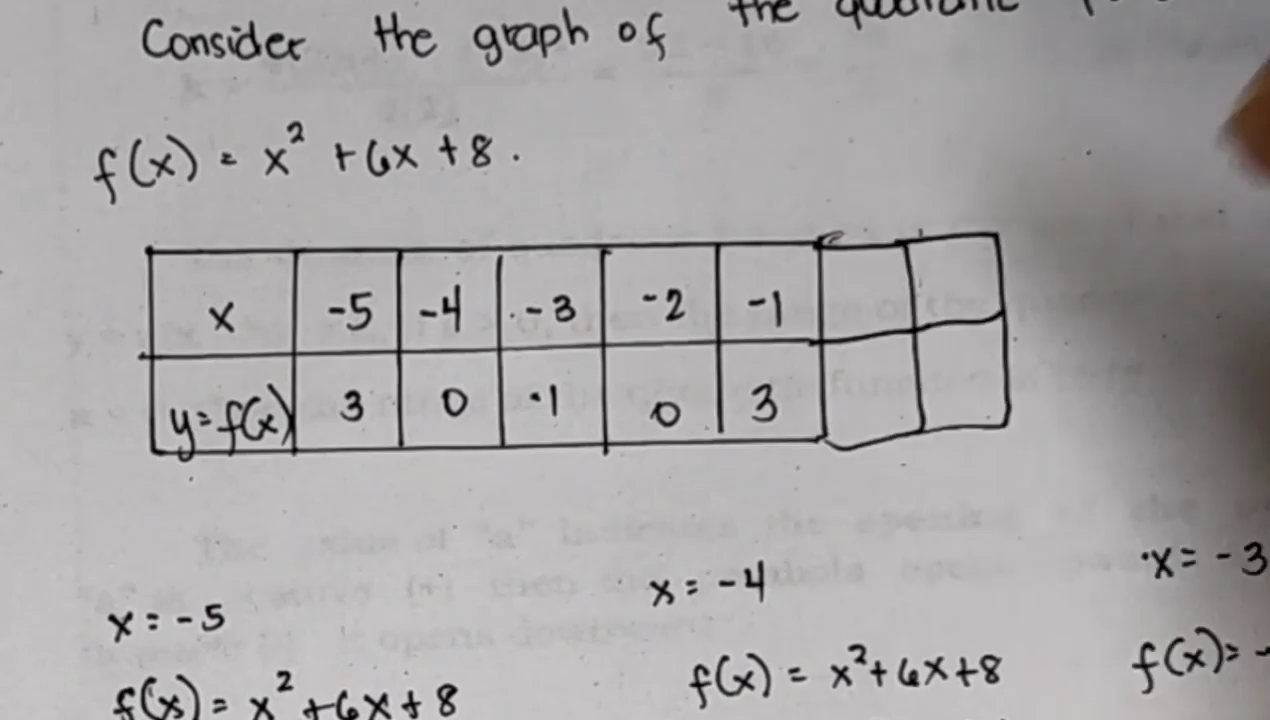 Consider the graph of the
f(x) = x² + 6x + 8.
x -5 -4 -3 -2 -1
y=f(x) 3 0 -1 0 3
x = -5
x = -4
x = -3
f(x) = x² + 6x + 8
f(x) = x² + 6x + 8
f(x) =